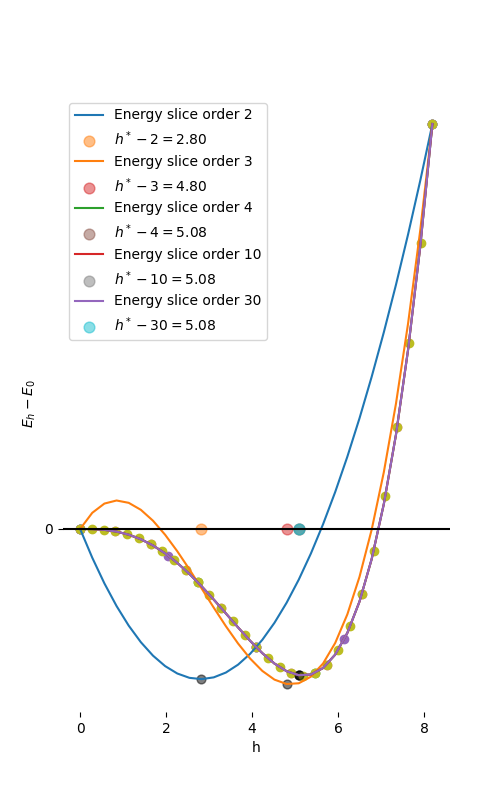 Energy slice order 2
h* − 2 = 2.80
Energy slice order 3
h* − 3 = 4.80
Energy slice order 4
h* − 4 = 5.08
Energy slice order 10
h* − 10 = 5.08
Energy slice order 30
h* − 30 = 5.08
E_h − E_0
0
0 2 4 6 8
h